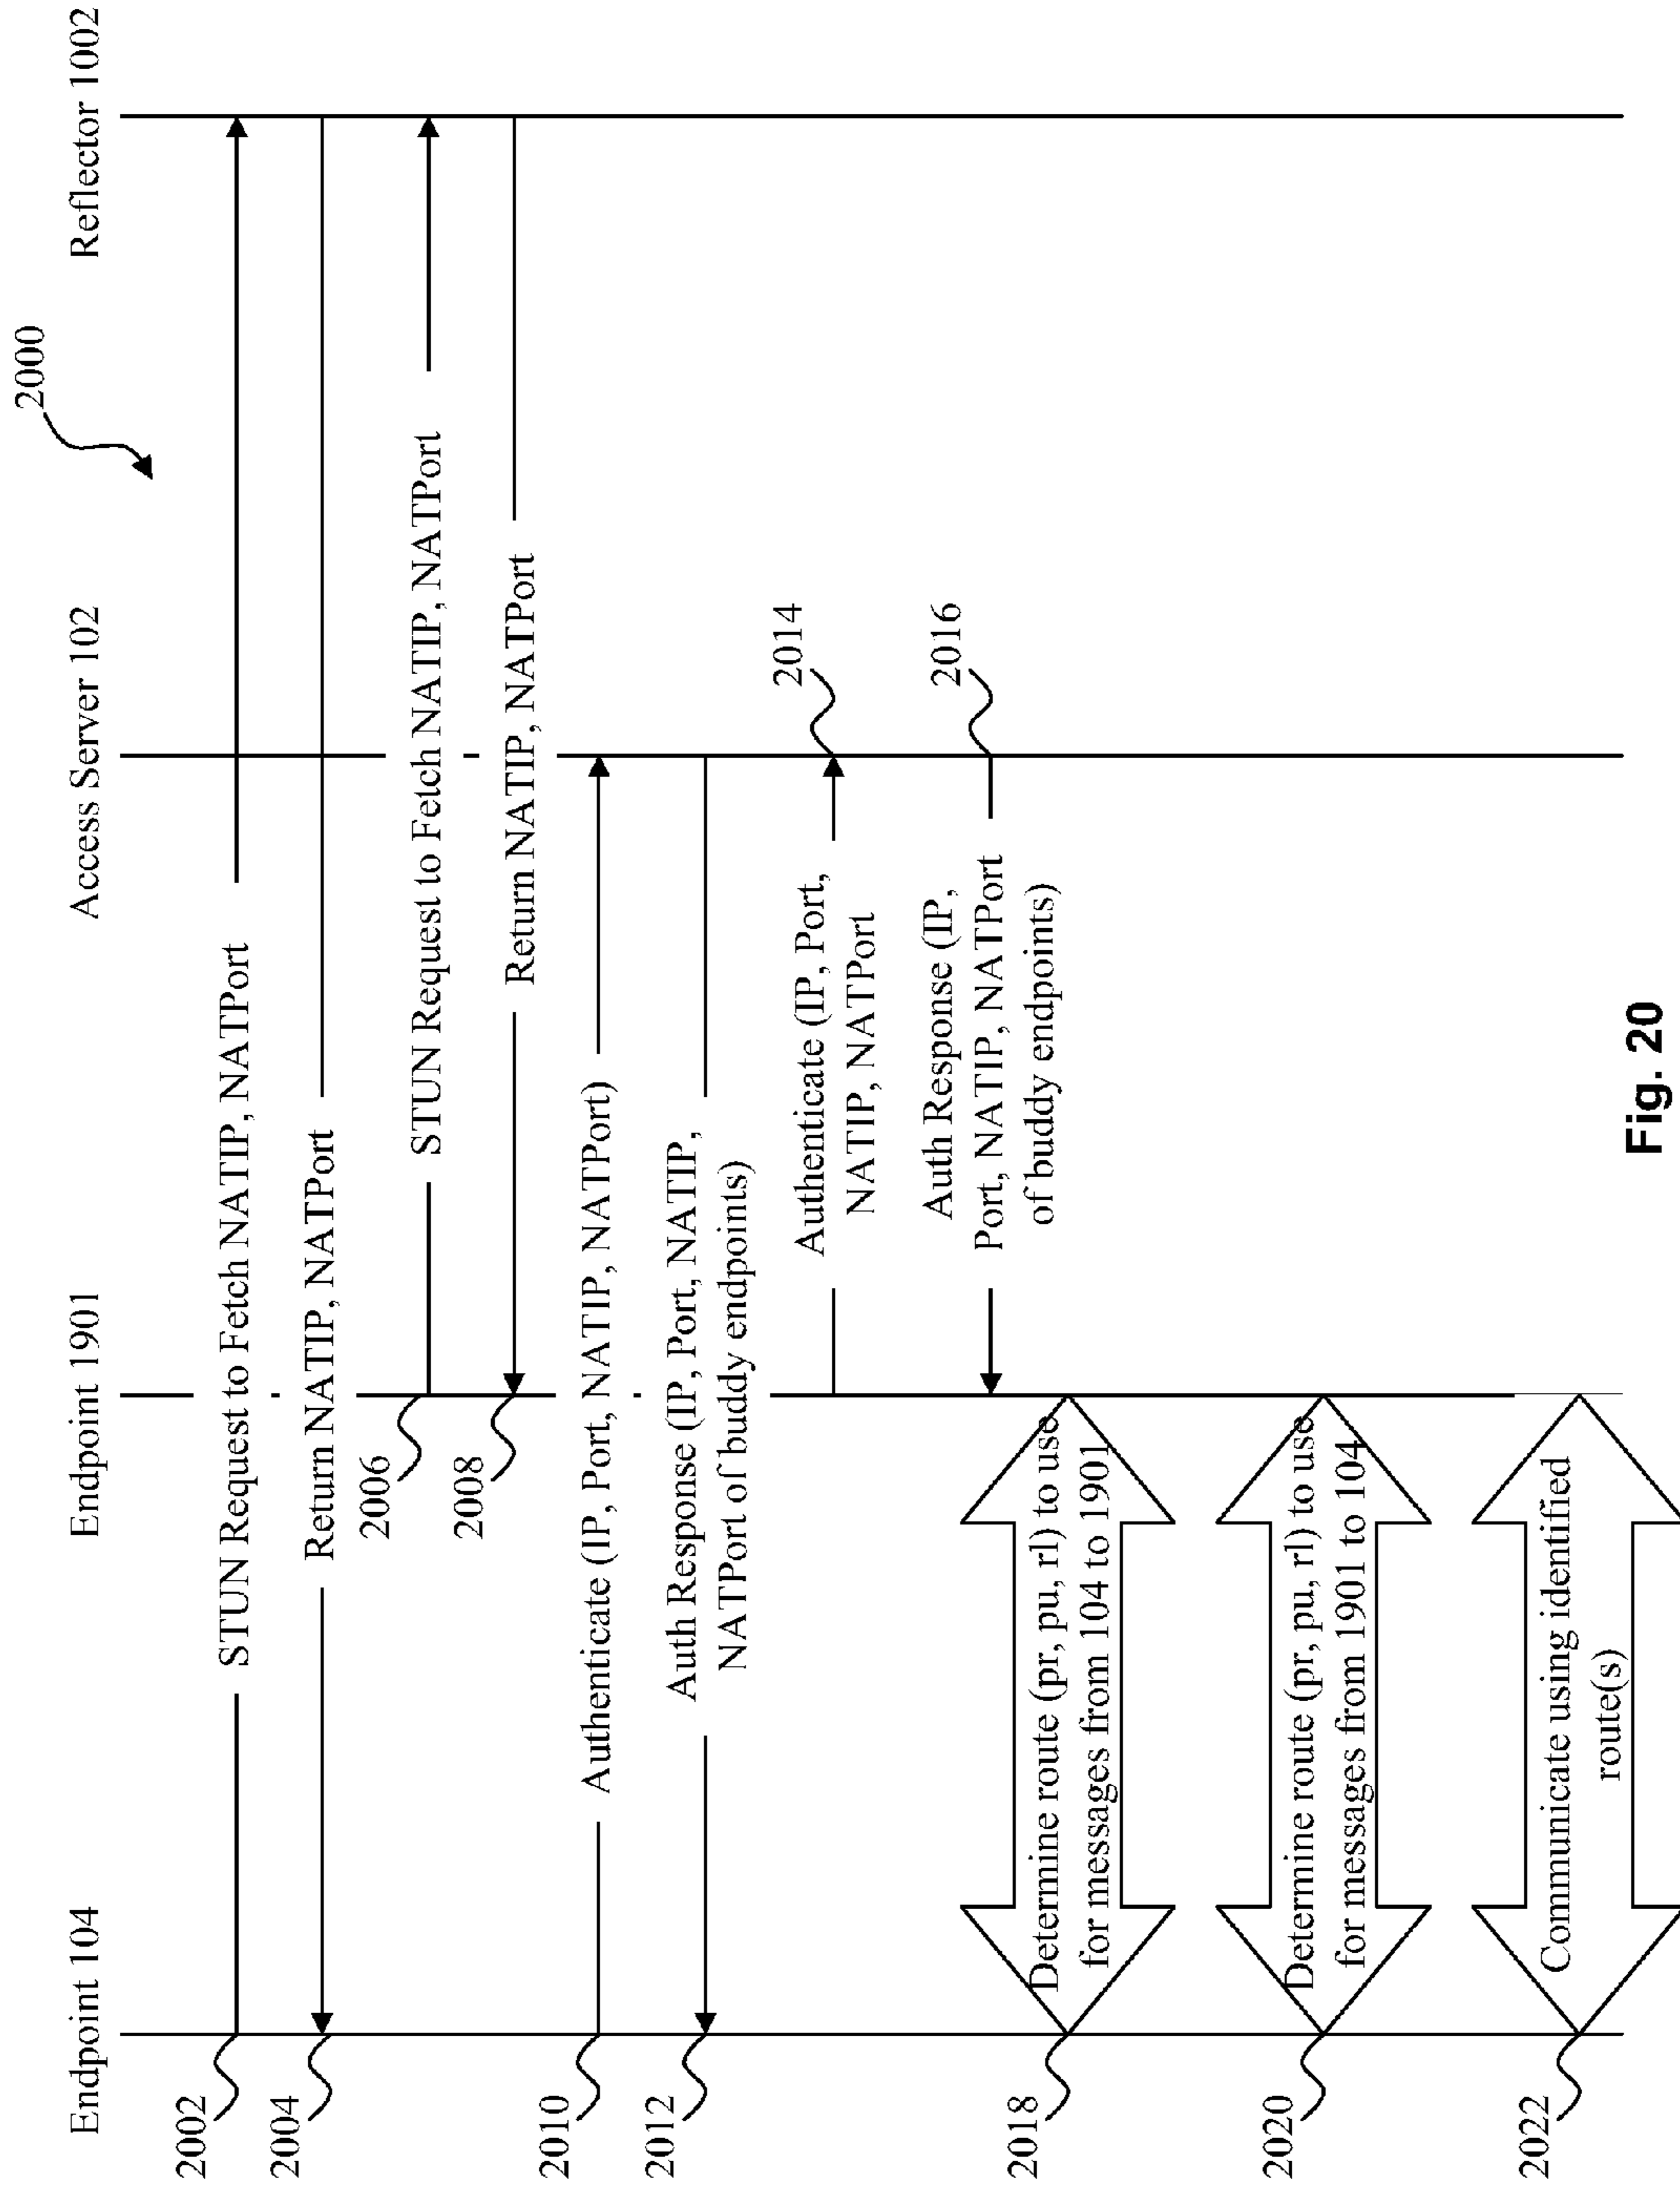 2000
Endpoint 104
Endpoint 1901
Access Server 102
Reflector 1002
2002
STUN Request to Fetch NATIP, NATPort
2004
Return NATIP, NATPort
2006
STUN Request to Fetch NATIP, NATPort
2008
Return NATIP, NATPort
2010
Authenticate (IP, Port, NATIP, NATPort)
2012
Auth Response (IP, Port, NATIP,
NATPort of buddy endpoints)
2014
Authenticate (IP, Port,
NATIP, NATPort
2016
Auth Response (IP,
Port, NATIP, NATPort
of buddy endpoints)
2018
Determine route (pr, pu, rl) to use
for messages from 104 to 1901
2020
Determine route (pr, pu, rl) to use
for messages from 1901 to 104
2022
Communicate using identified
route(s)
Fig. 20